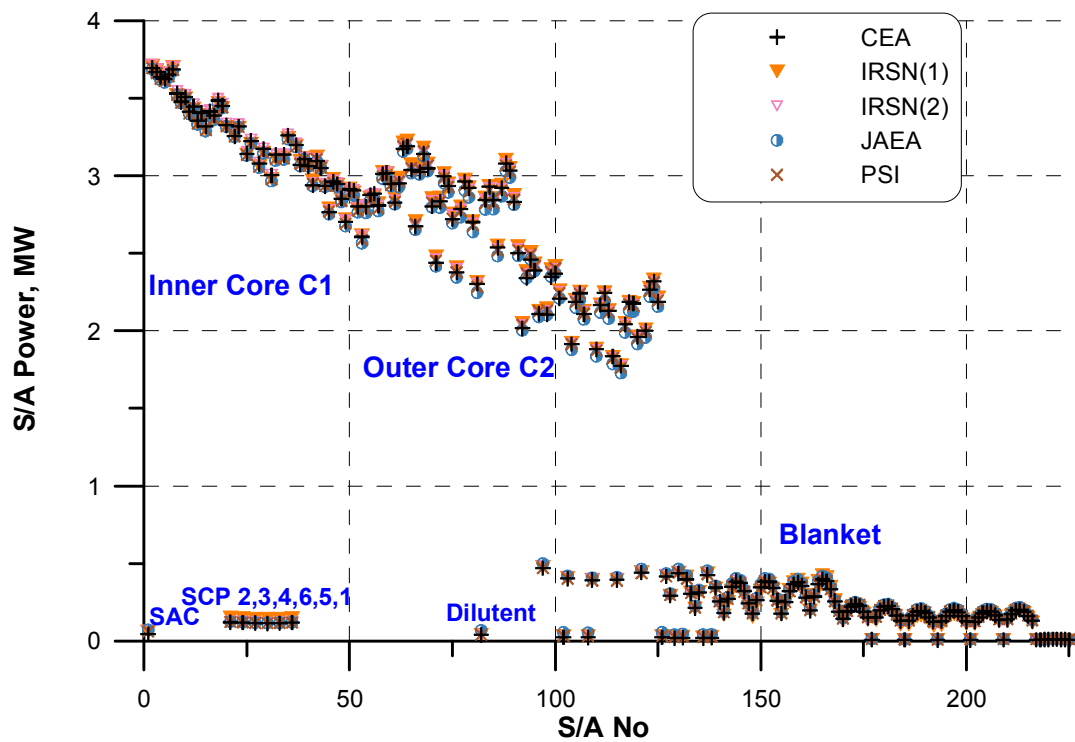 4
3
2
1
0
S/A Power, MW
CEA
IRSN(1)
IRSN(2)
JAEA
PSI
Inner Core C1
Outer Core C2
Blanket
SCP 2,3,4,6,5,1
SAC
Dilutent
0
50
100
150
200
S/A No